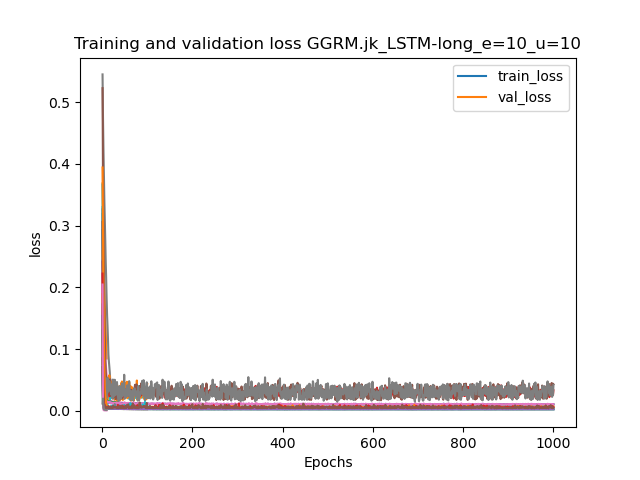 Training and validation loss GGRM.jk_LSTM-long_e=10_u=10
train_loss
val_loss
0.5
0.4
0.3
0.2
0.1
0.0
loss
0 200 400 600 800 1000
Epochs